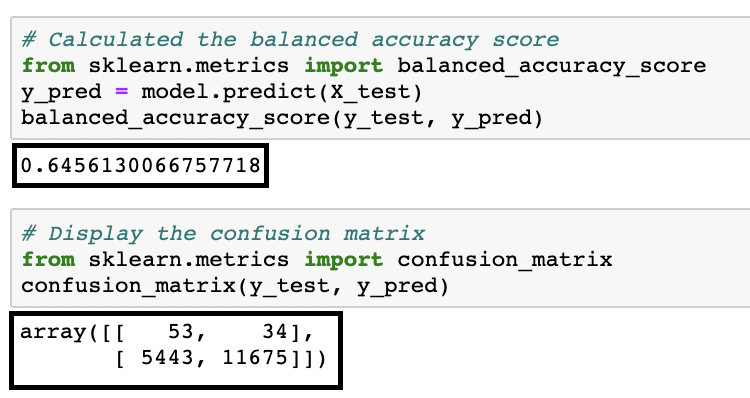 # Calculated the balanced accuracy score
from sklearn.metrics import balanced_accuracy_score
y_pred = model.predict(X_test)
balanced_accuracy_score(y_test, y_pred)
0.6456130066757718
# Display the confusion matrix
from sklearn.metrics import confusion_matrix
confusion_matrix(y_test, y_pred)
array([[   53,    34],
       [ 5443, 11675]])